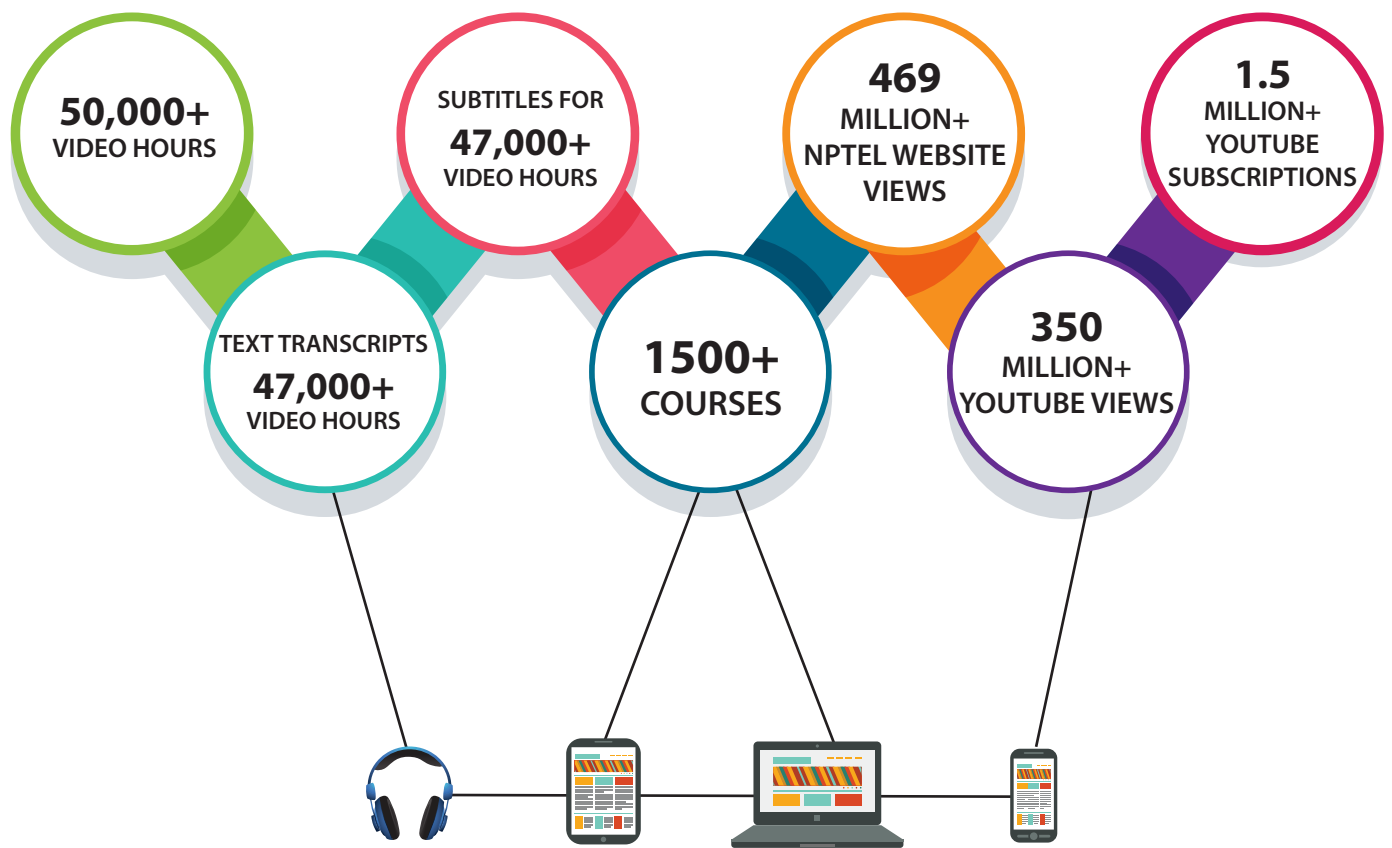 50,000+
VIDEO HOURS
TEXT TRANSCRIPTS
47,000+
VIDEO HOURS
SUBTITLES FOR
47,000+
VIDEO HOURS
1500+
COURSES
469
MILLION+
NPTEL WEBSITE
VIEWS
350
MILLION+
YOUTUBE VIEWS
1.5
MILLION+
YOUTUBE
SUBSCRIPTIONS